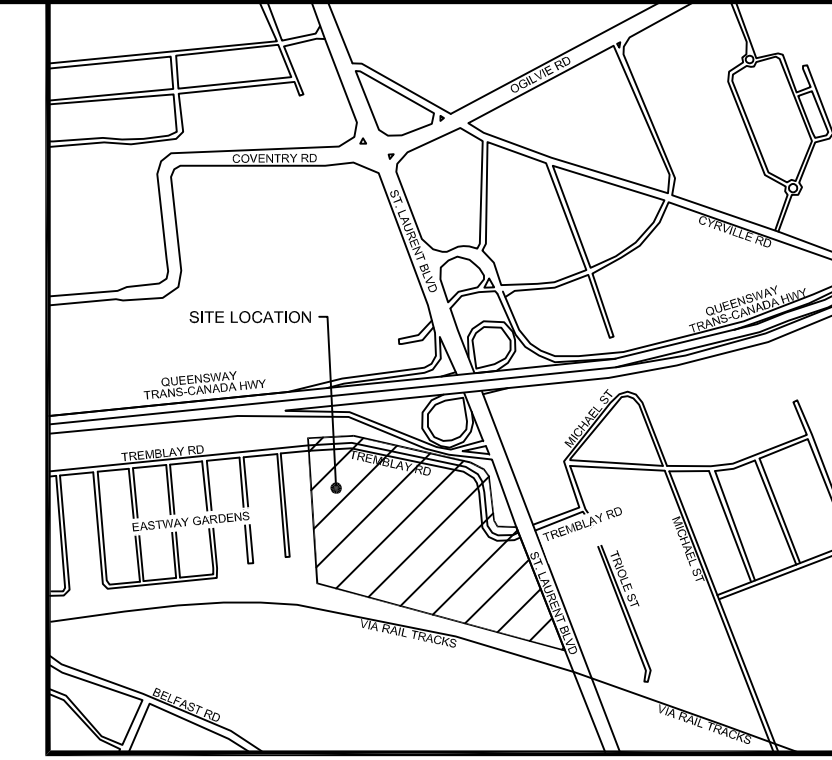 OGILVIE RD
COVENTRY RD
ST. LAURENT BLVD
CYRVILLE RD
QUEENSWAY
TRANS-CANADA HWY
SITE LOCATION
QUEENSWAY
TRANS-CANADA HWY
MICHAEL ST
TREMBLAY RD
TREMBLAY RD
EASTWAY GARDENS
TREMBLAY RD
MICHAEL ST
ST. LAURENT BLVD
TRIOLE ST
VIA RAIL TRACKS
BELFAST RD
VIA RAIL TRACKS